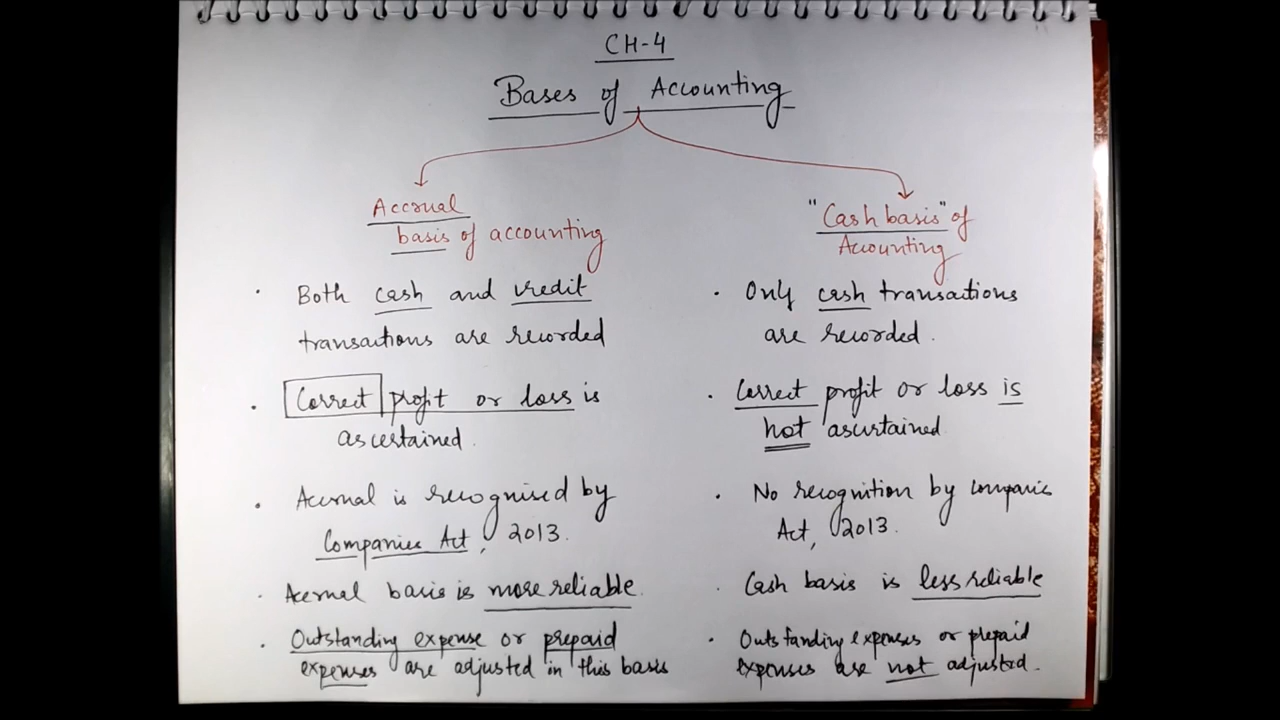 CH-4
Bases of Accounting
Accrual
basis of accounting
Both cash and credit
transactions are recorded
Correct profit or loss is
ascertained.
Accrual is recognised by
Companies Act, 2013.
Accrual basis is more reliable.
Outstanding expense or prepaid
expenses are adjusted in this basis
"Cash basis" of
Accounting
Only cash transactions
are recorded.
Correct profit or loss is
not ascertained
No recognition by Companies
Act, 2013.
Cash basis is less reliable
Outstanding expenses or prepaid
expenses are not adjusted.